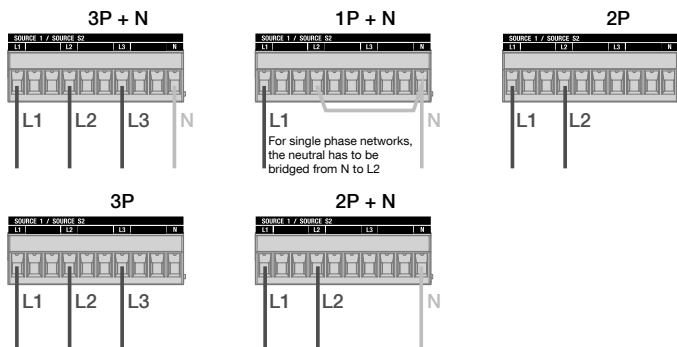 3P + N
SOURCE 1 / SOURCE S2
L1 L2 L3 N
L1 L2 L3 N
1P + N
SOURCE 1 / SOURCE S2
L1 L2 L3 N
L1 N
For single phase networks,
the neutral has to be
bridged from N to L2
2P
SOURCE 1 / SOURCE S2
L1 L2 L3 N
L1 L2
3P
SOURCE 1 / SOURCE S2
L1 L2 L3 N
L1 L2 L3
2P + N
SOURCE 1 / SOURCE S2
L1 L2 L3 N
L1 L2 N